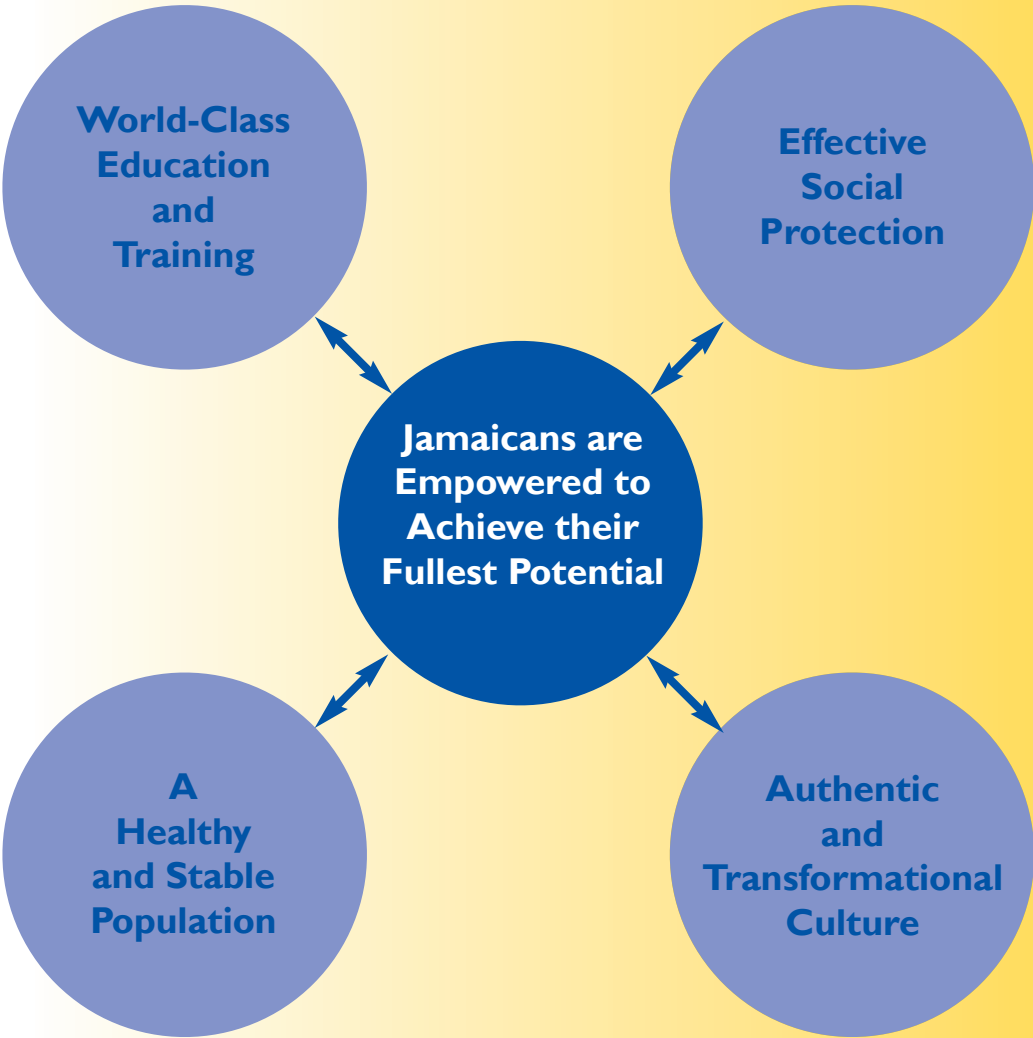 World-Class
Education
and
Training
Effective
Social
Protection
Jamaicans are
Empowered to
Achieve their
Fullest Potential
A
Healthy
and Stable
Population
Authentic
and
Transformational
Culture